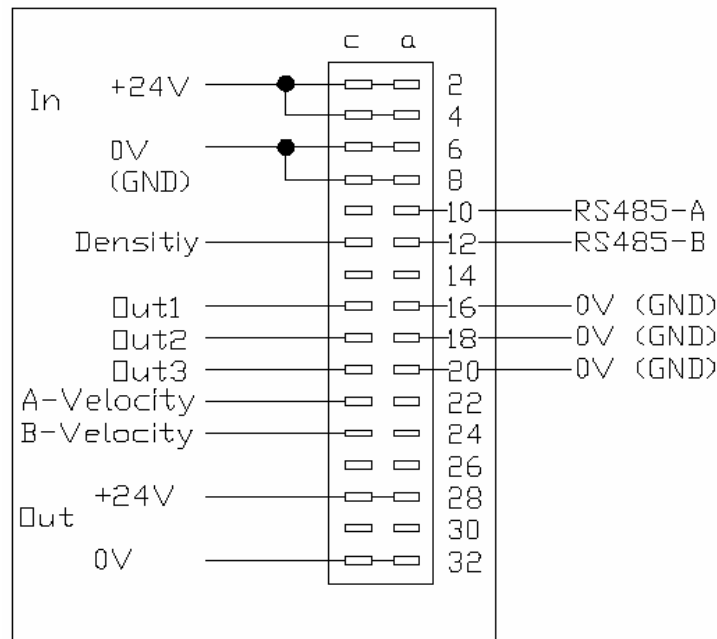 c a
In +24V 2
4
0V 6
(GND) 8
10 RS485-A
Densitiy 12 RS485-B
14
Out1 16 0V (GND)
Out2 18 0V (GND)
Out3 20 0V (GND)
A-Velocity 22
B-Velocity 24
26
+24V 28
Out 30
0V 32